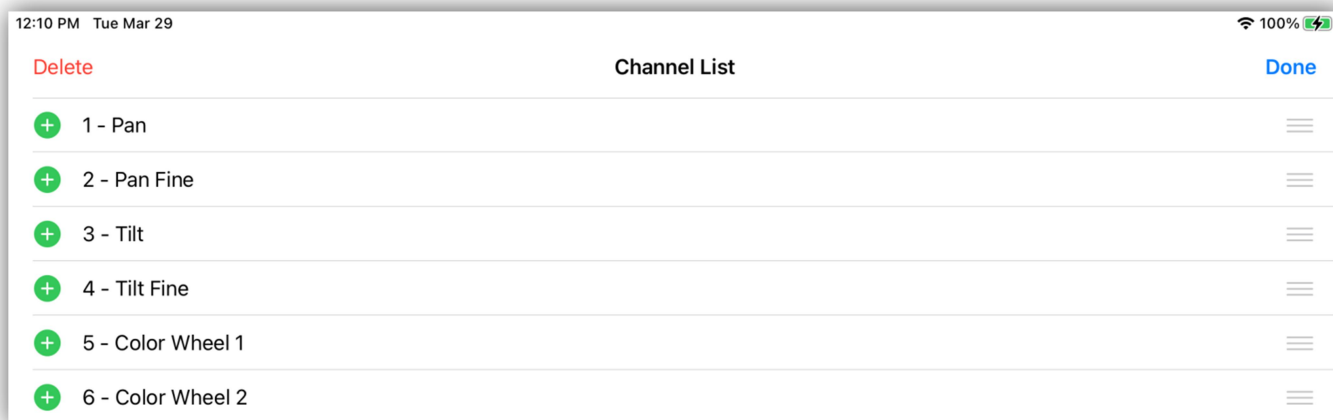 12:10 PM Tue Mar 29 100%
Delete Channel List Done
1 - Pan
2 - Pan Fine
3 - Tilt
4 - Tilt Fine
5 - Color Wheel 1
6 - Color Wheel 2